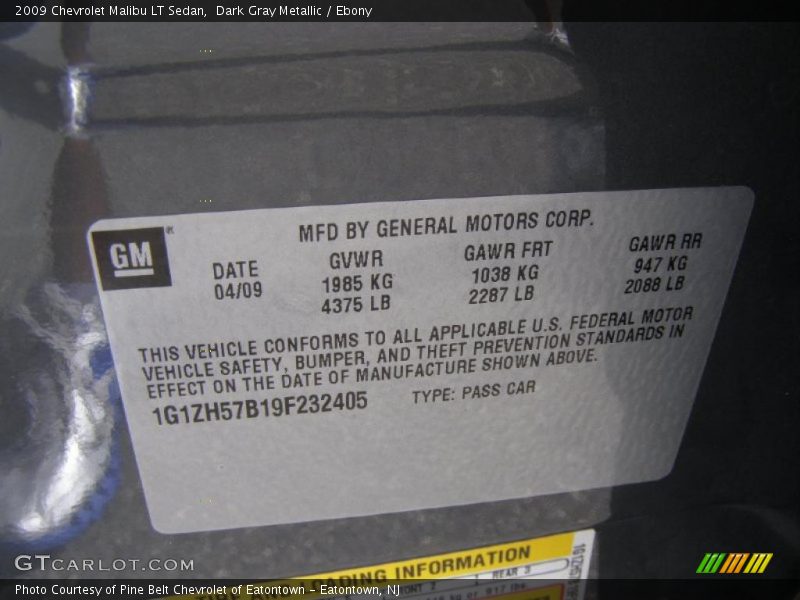 2009 Chevrolet Malibu LT Sedan,  Dark Gray Metallic / Ebony
MFD BY GENERAL MOTORS CORP.
GM®
DATE GVWR GAWR FRT GAWR RR
04/09 1985 KG 1038 KG 947 KG
4375 LB 2287 LB 2088 LB
THIS VEHICLE CONFORMS TO ALL APPLICABLE U.S. FEDERAL MOTOR
VEHICLE SAFETY, BUMPER, AND THEFT PREVENTION STANDARDS IN
EFFECT ON THE DATE OF MANUFACTURE SHOWN ABOVE.
1G1ZH57B19F232405 TYPE: PASS CAR
LOADING INFORMATION
REAR 3
GTCARLOT.COM
Photo Courtesy of Pine Belt Chevrolet of Eatontown - Eatontown, NJ